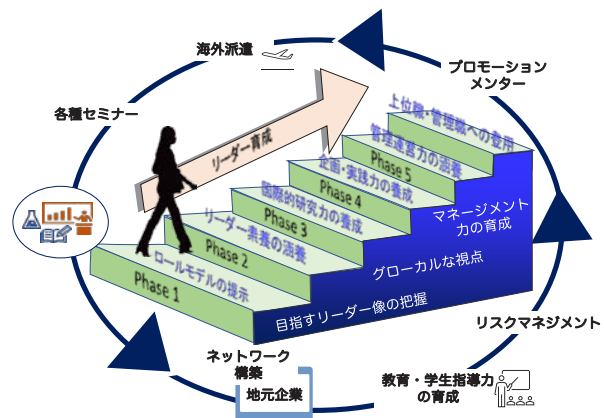 海外派遣
プロモーション
メンター
各種セミナー
リーダー育成
上位職・管理職への登用
管理運営力の涵養
Phase 5
企画・実践力の養成
Phase 4
国際的研究力の養成
Phase 3
リーダー素養の涵養
Phase 2
ロールモデルの提示
Phase 1
マネージメント
力の育成
グローカルな視点
目指すリーダー像の把握
リスクマネジメント
ネットワーク
構築
地元企業
教育・学生指導力
の育成